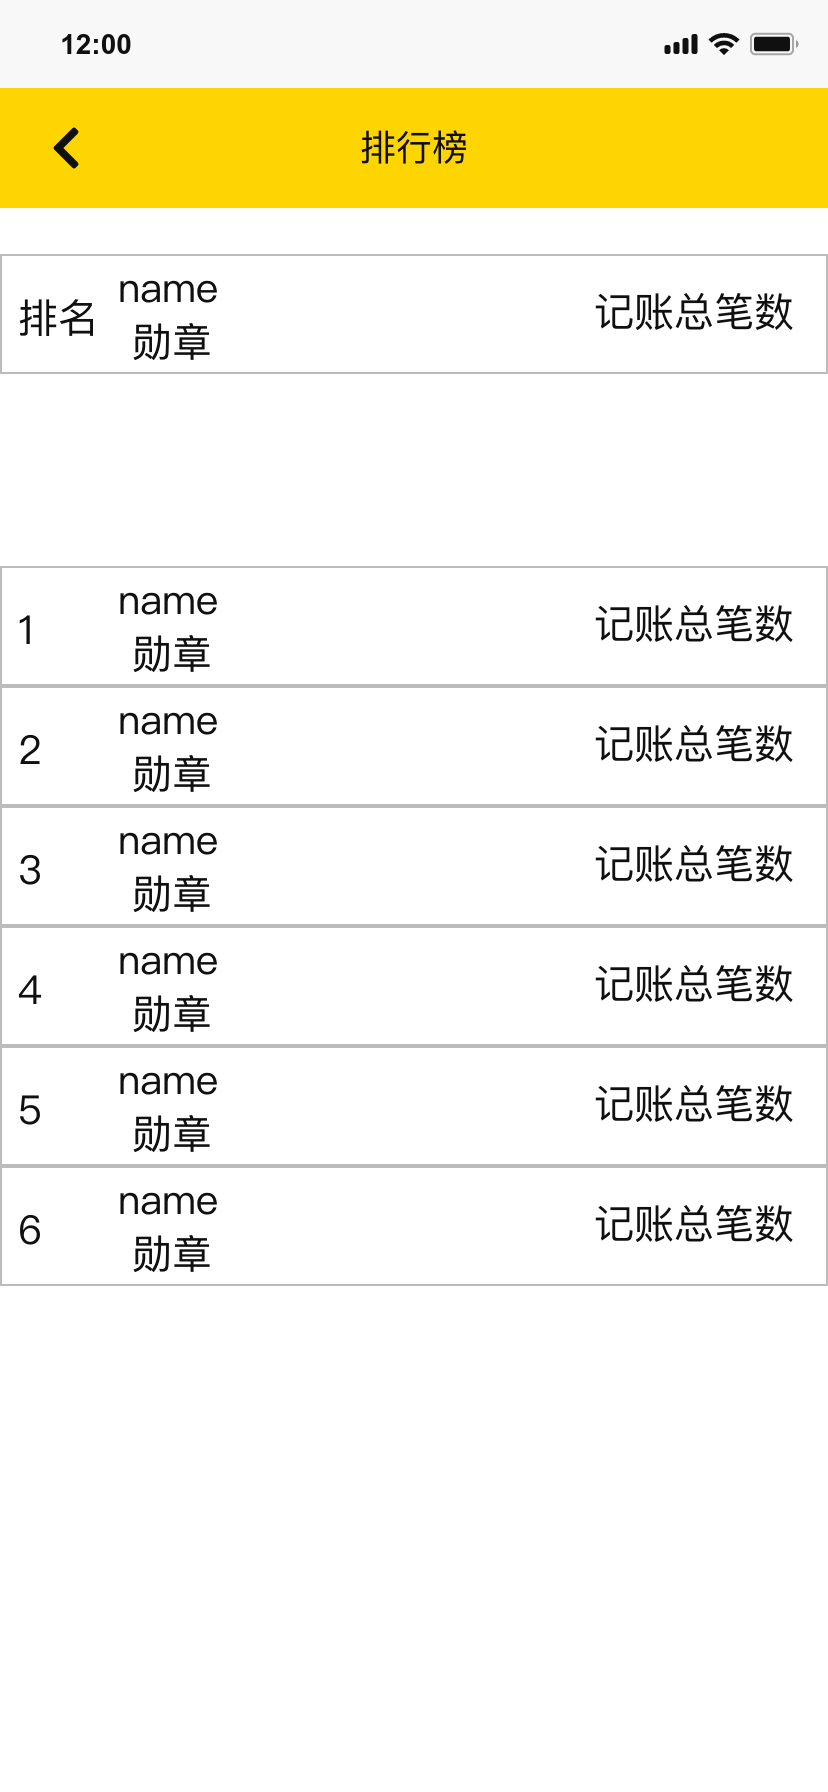 12:00
排行榜
排名 name 记账总笔数
勋章
1 name 记账总笔数
勋章
2 name 记账总笔数
勋章
3 name 记账总笔数
勋章
4 name 记账总笔数
勋章
5 name 记账总笔数
勋章
6 name 记账总笔数
勋章